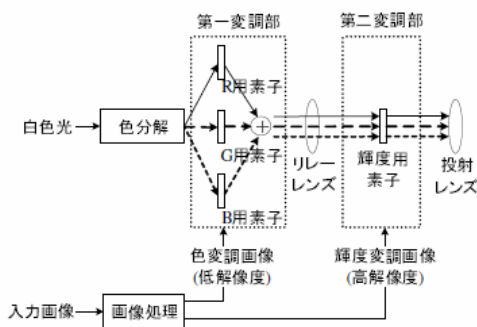 第一変調部
第二変調部
R用素子
白色光
色分解
G用素子
リレー
レンズ
輝度用
素子
投射
レンズ
B用素子
色変調画像
(低解像度)
輝度変調画像
(高解像度)
入力画像
画像処理